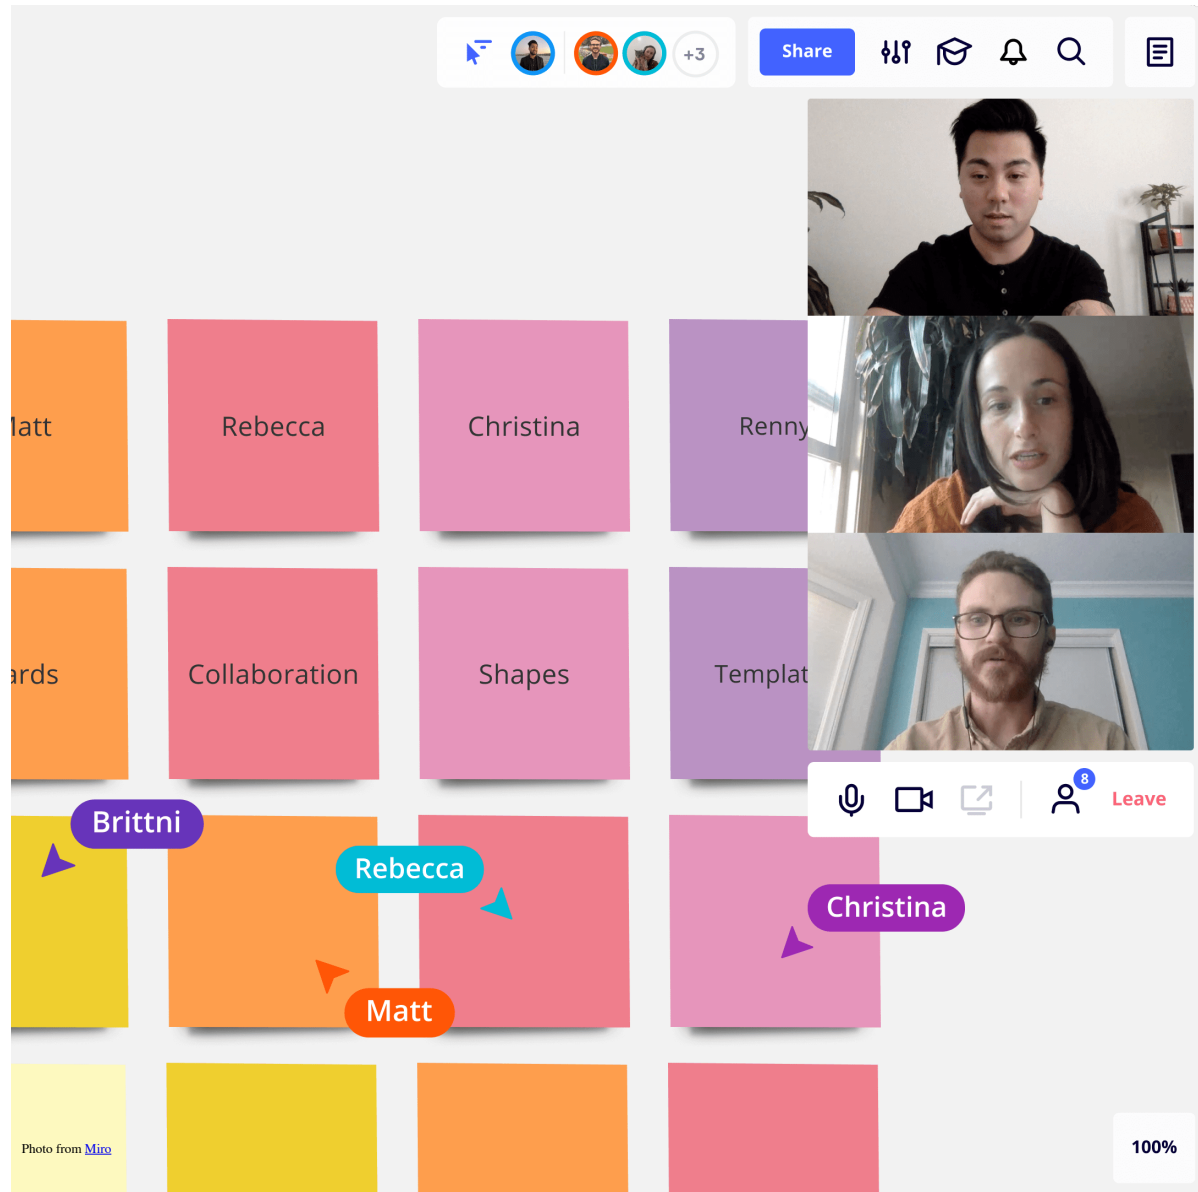 +3
Share
Matt
Rebecca
Christina
Renny
ards
Collaboration
Shapes
Templat
8
Leave
Brittni
Rebecca
Christina
Matt
Photo from Miro
100%